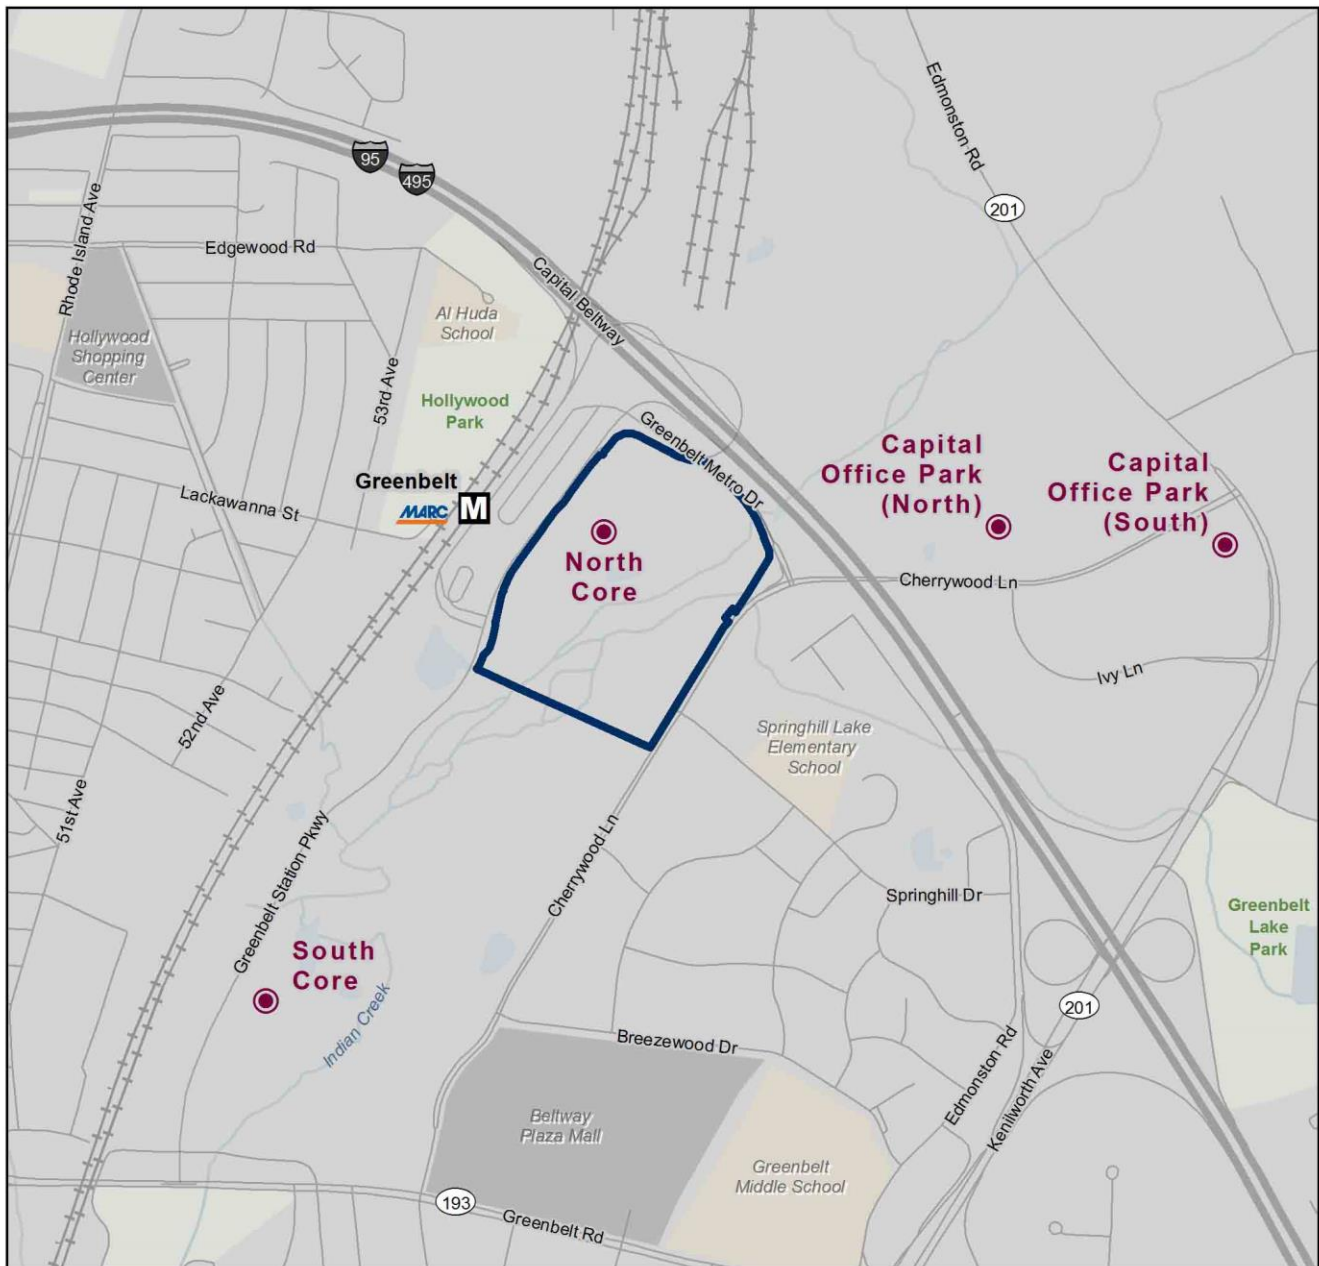 Edmonston Rd
95
495
201
Rhode Island Ave
Edgewood Rd
Capital Beltway
Al Huda
School
Hollywood
Shopping
Center
53rd Ave
Hollywood
Park
Greenbelt Metro Dr
Capital
Office Park
(North)
Capital
Office Park
(South)
Greenbelt
MARC
M
Lackawanna St
North
Core
Cherrywood Ln
Ivy Ln
52nd Ave
Springhill Lake
Elementary
School
51st Ave
Greenbelt Station Pkwy
Cherrywood Ln
Springhill Dr
Greenbelt
Lake
Park
South
Core
Indian Creek
201
Breezewood Dr
Edmonston Rd
Kenilworth Ave
Beltway
Plaza Mall
Greenbelt
Middle School
193
Greenbelt Rd